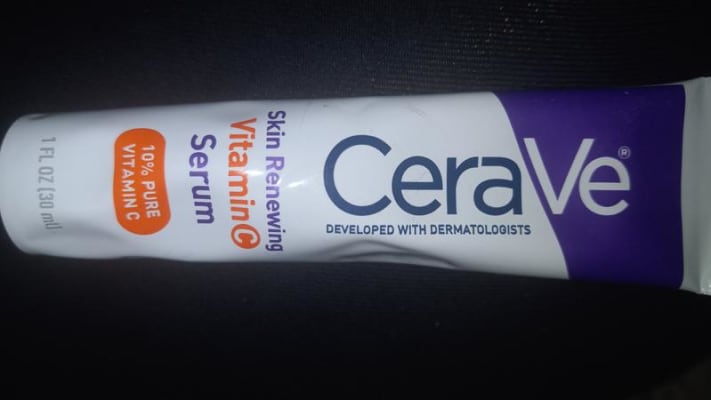 CeraVe®
DEVELOPED WITH DERMATOLOGISTS
Skin Renewing
Vitamin C
Serum
10% PURE
VITAMIN C
1 FL OZ (30 ml)